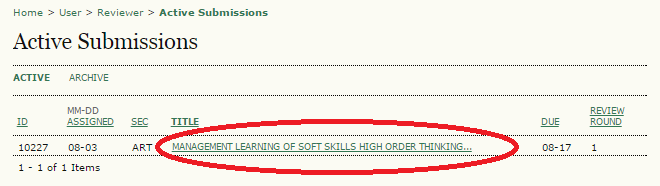 Home > User > Reviewer > Active Submissions
Active Submissions
ACTIVE ARCHIVE
ID MM-DD ASSIGNED SEC TITLE DUE REVIEW ROUND
10227 08-03 ART MANAGEMENT LEARNING OF SOFT SKILLS HIGH ORDER THINKING... 08-17 1
1 - 1 of 1 Items